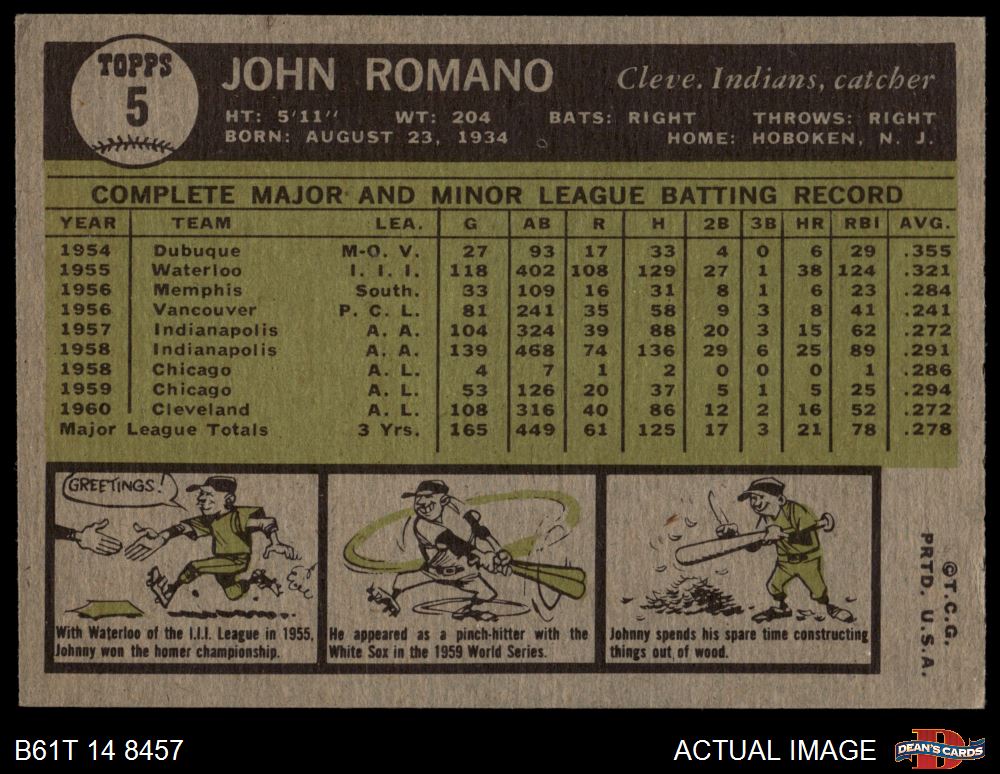 TOPPS
5
JOHN ROMANO Cleve. Indians, catcher
HT: 5'11" WT: 204 BATS: RIGHT THROWS: RIGHT
BORN: AUGUST 23, 1934 HOME: HOBOKEN, N. J.
COMPLETE MAJOR AND MINOR LEAGUE BATTING RECORD
YEAR TEAM LEA. G AB R H 2B 3B HR RBI AVG.
1954 Dubuque M-O. V. 27 93 17 33 4 0 6 29 .355
1955 Waterloo I. I. I. 118 402 108 129 27 1 38 124 .321
1956 Memphis South. 33 109 16 31 8 1 6 23 .284
1956 Vancouver P. C. L. 81 241 35 58 9 3 8 41 .241
1957 Indianapolis A. A. 104 324 39 88 20 3 15 62 .272
1958 Indianapolis A. A. 139 468 74 136 29 6 25 89 .291
1958 Chicago A. L. 4 7 1 2 0 0 0 1 .286
1959 Chicago A. L. 53 126 20 37 5 1 5 25 .294
1960 Cleveland A. L. 108 316 40 86 12 2 16 52 .272
Major League Totals 3 Yrs. 165 449 61 125 17 3 21 78 .278
GREETINGS!
With Waterloo of the I.I.I. League in 1955,
Johnny won the homer championship.
He appeared as a pinch-hitter with the
White Sox in the 1959 World Series.
Johnny spends his spare time constructing
things out of wood.
©T.C.G.
PRTD. U.S.A.
B61T 14 8457
ACTUAL IMAGE
D
DEAN'S CARDS